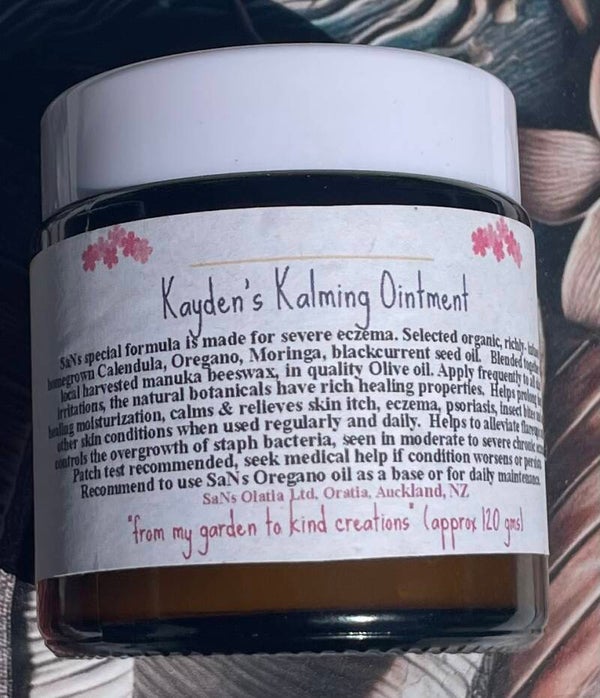 Kayden's Kalming Ointment
SaNs special formula is made for severe eczema. Selected organic, richly-
homegrown Calendula, Oregano, Moringa, blackcurrent seed oil. Blended
local harvested manuka beeswax, in quality Olive oil. Apply frequently to
irritations, the natural botanicals have rich healing properties. Helps
moisturization, calms & relieves skin itch, eczema, psoriasis, insect bites
other skin conditions when used regularly and daily. Helps to alleviate
controls the overgrowth of staph bacteria, seen in moderate to severe chronic
Patch test recommended, seek medical help if condition worsens or
Recommend to use SaNs Oregano oil as a base or for daily maintenance.
SaNs Olatia Ltd, Oratia, Auckland, NZ
"from my garden to kind creations" (approx 120 gms)